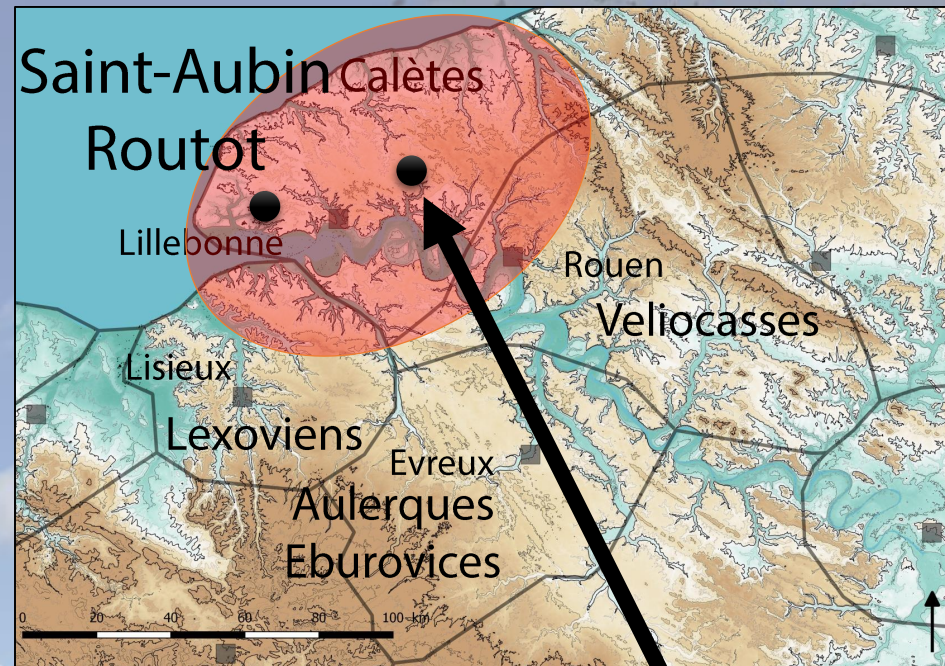 Saint-Aubin
Calètes
Routot
Lillebonne
Rouen
Veliocasses
Lisieux
Lexoviens
Evreux
Aulerques
Eburovices
0 20 40 60 80 100 km